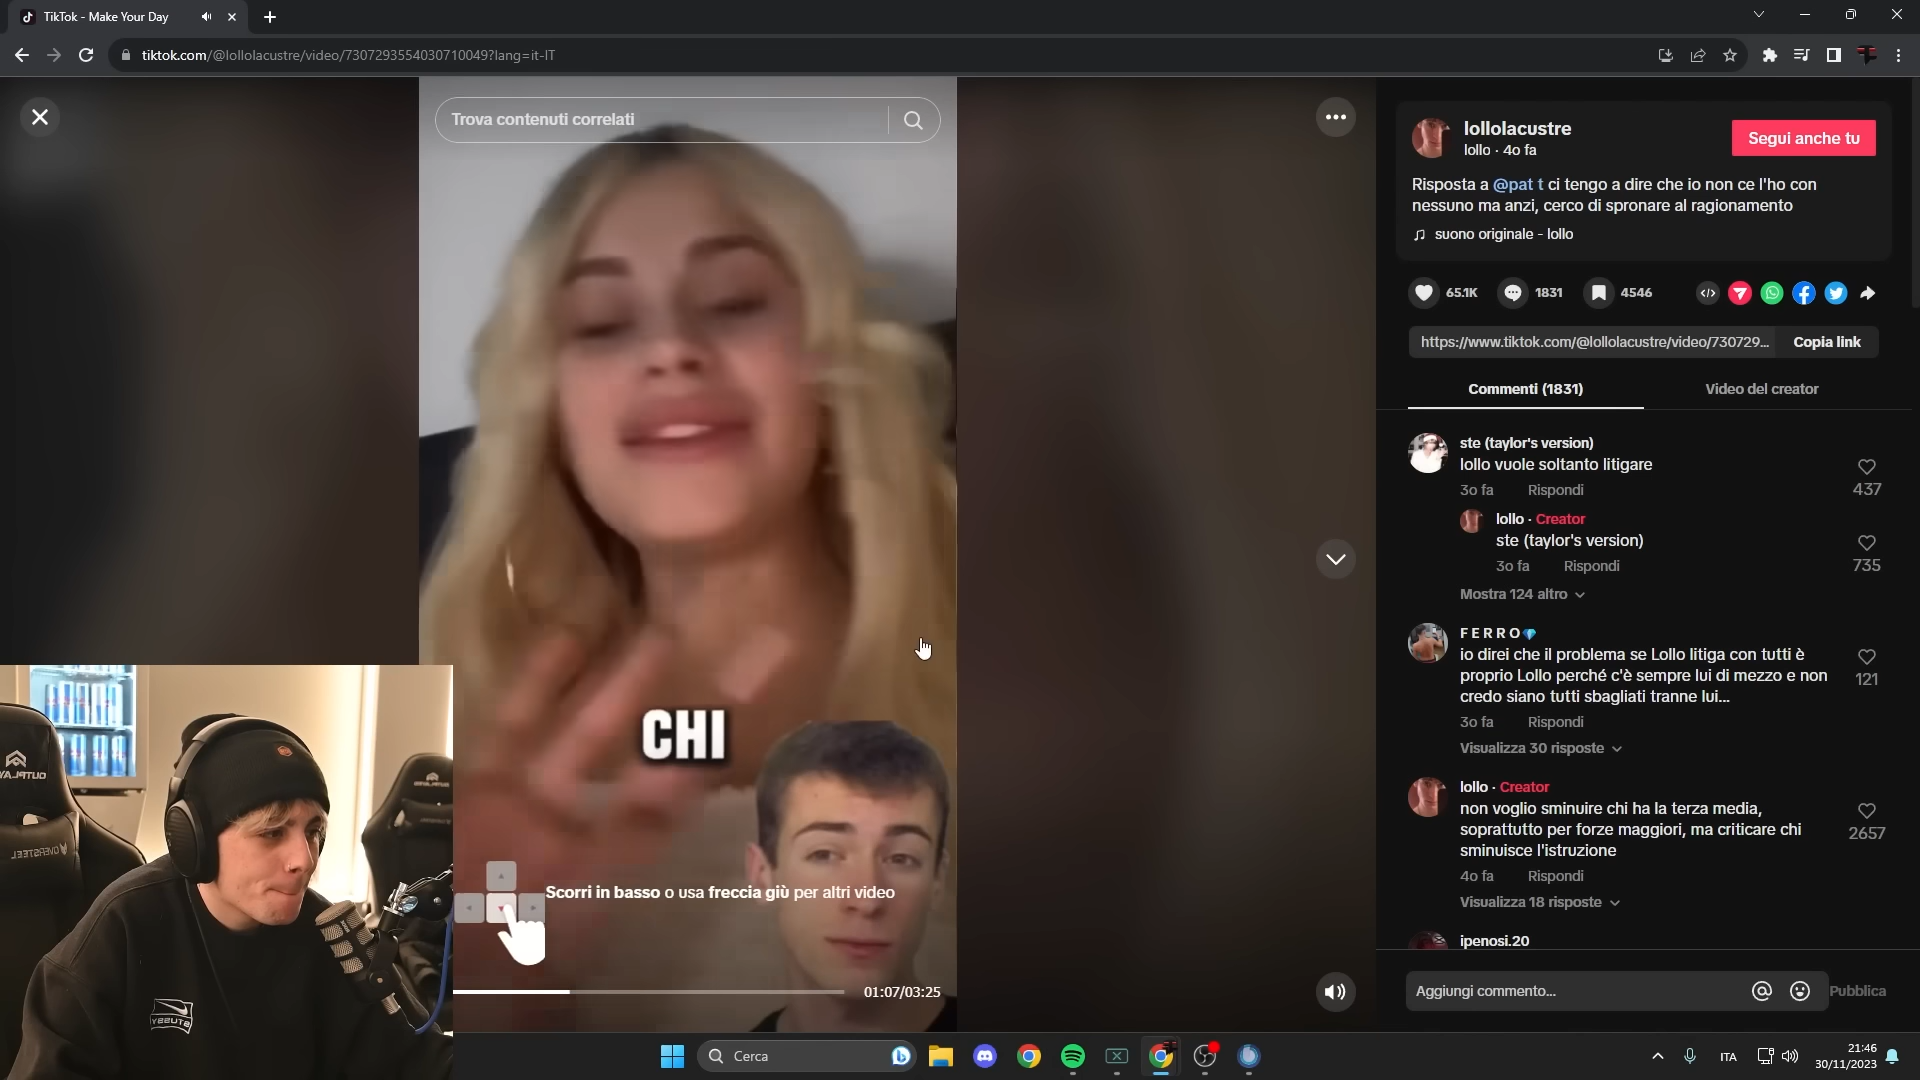 TikTok - Make Your Day
tiktok.com/@lollolacustre/video/7307293554030710049?lang=it-IT
Trova contenuti correlati
lollolacustre
lollo · 4o fa
Segui anche tu
Risposta a @pat t ci tengo a dire che io non ce l'ho con
nessuno ma anzi, cerco di spronare al ragionamento
suono originale - lollo
65.1K
1831
4546
https://www.tiktok.com/@lollolacustre/video/730729...
Copia link
Commenti (1831)
Video del creator
ste (taylor's version)
lollo vuole soltanto litigare
3o fa
Rispondi
437
lollo · Creator
ste (taylor's version)
3o fa
Rispondi
735
Mostra 124 altro
FERRO💎
io direi che il problema se Lollo litiga con tutti è
proprio Lollo perché c'è sempre lui di mezzo e non
credo siano tutti sbagliati tranne lui...
3o fa
Rispondi
121
Visualizza 30 risposte
lollo · Creator
non voglio sminuire chi ha la terza media,
soprattutto per forze maggiori, ma criticare chi
sminuisce l'istruzione
4o fa
Rispondi
2657
Visualizza 18 risposte
ipenosi.20
Aggiungi commento...
Pubblica
CHI
Scorri in basso o usa freccia giù per altri video
01:07/03:25
OUTPLAY
OVERSTEEL
STUSSY
Cerca
ITA
21:46
30/11/2023